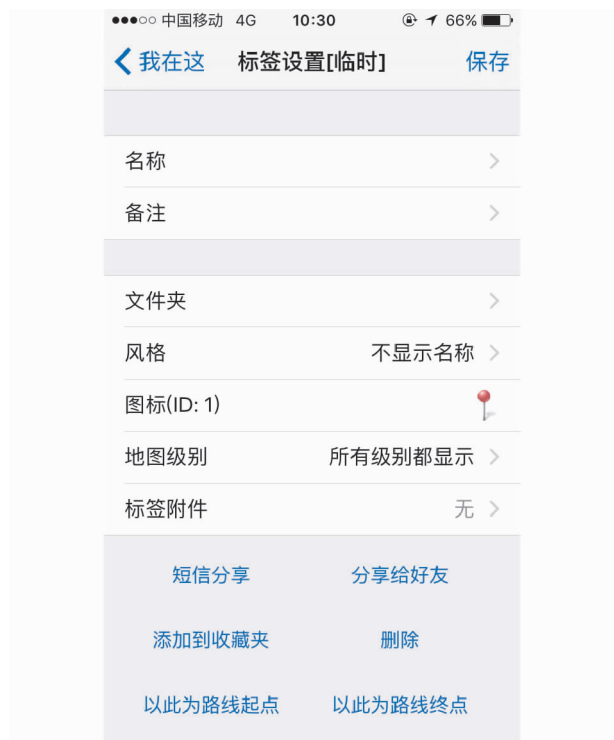 中国移动 4G 10:30 66%
我在这 标签设置[临时] 保存
名称
备注
文件夹
风格 不显示名称
图标(ID: 1)
地图级别 所有级别都显示
标签附件 无
短信分享 分享给好友
添加到收藏夹 删除
以此为路线起点 以此为路线终点